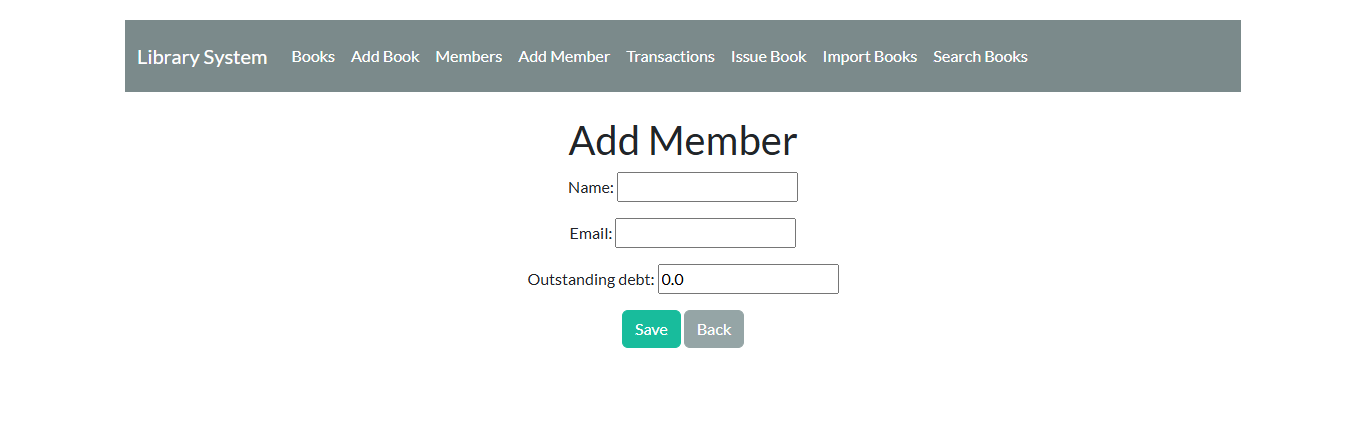 Library System Books Add Book Members Add Member Transactions Issue Book Import Books Search Books
Add Member
Name:
Email:
Outstanding debt: 0.0
Save Back